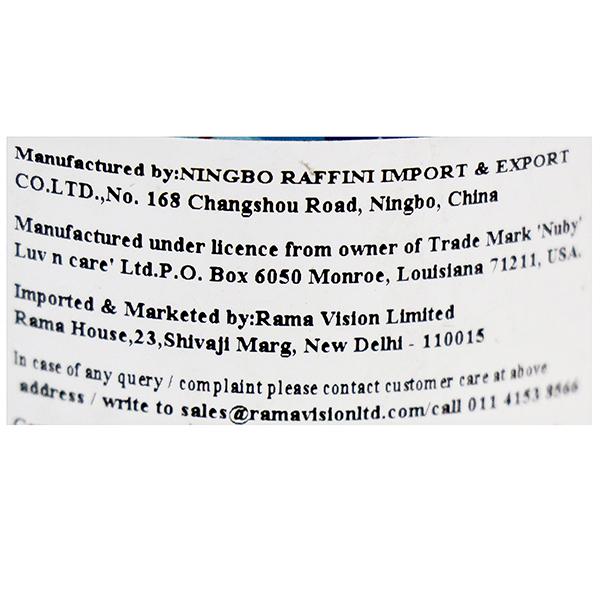 Manufactured by:NINGBO RAFFINI IMPORT & EXPORT
CO.LTD.,No. 168 Changshou Road, Ningbo, China
Manufactured under licence from owner of Trade Mark 'Nuby'
Luv n care' Ltd.P.O. Box 6050 Monroe, Louisiana 71211, USA.
Imported & Marketed by:Rama Vision Limited
Rama House,23,Shivaji Marg, New Delhi - 110015
In case of any query / complaint please contact customer care at above
address / write to sales@ramavisionltd.com/call 011 4153 8566